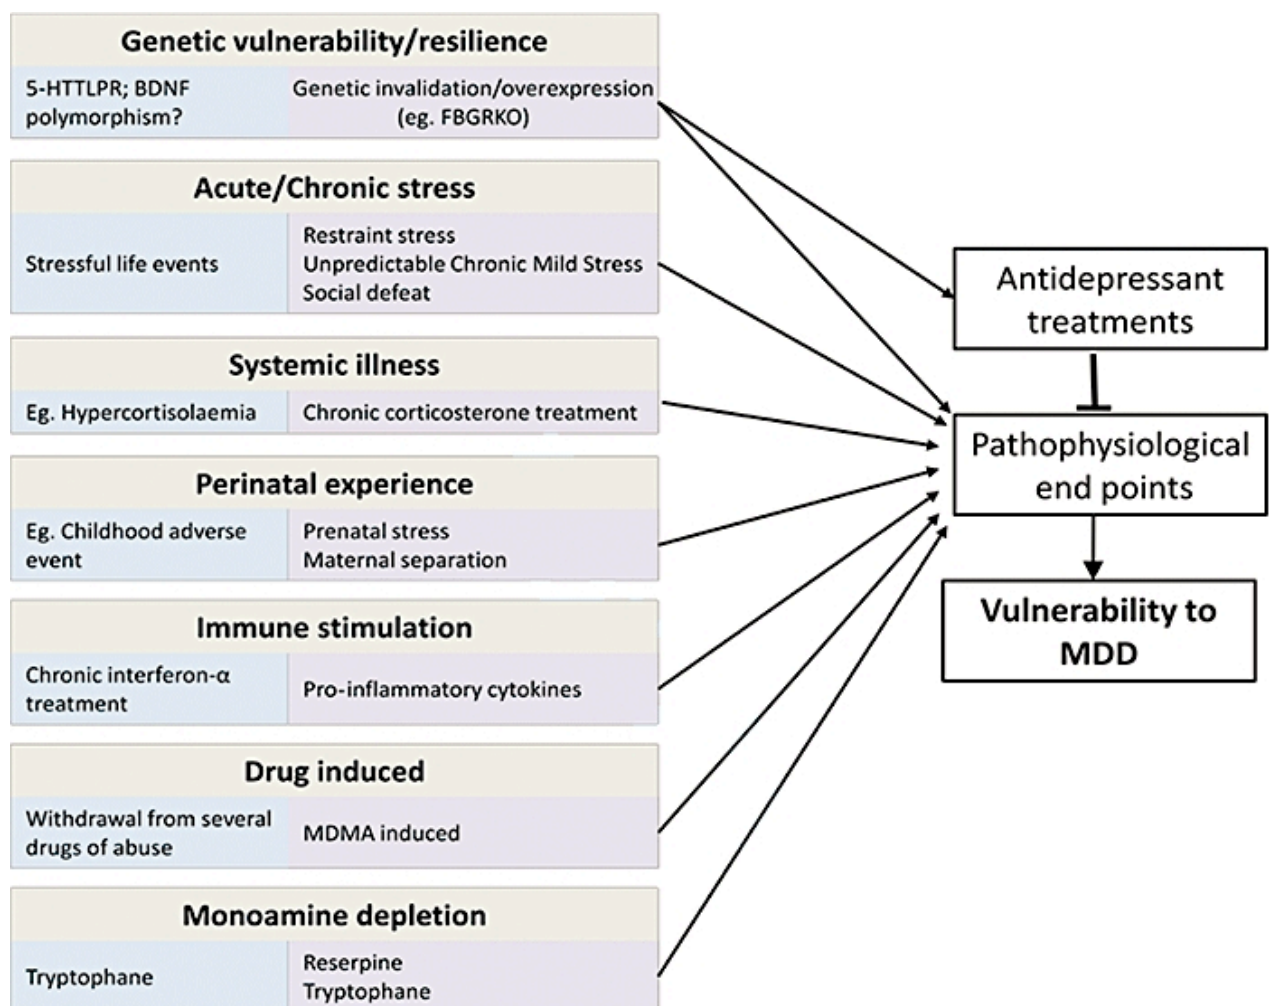 Genetic vulnerability/resilience
5-HTTLPR; BDNF
polymorphism?
Genetic invalidation/overexpression
(eg. FBGRKO)
Acute/Chronic stress
Stressful life events
Restraint stress
Unpredictable Chronic Mild Stress
Social defeat
Systemic illness
Eg. Hypercortisolaemia
Chronic corticosterone treatment
Perinatal experience
Eg. Childhood adverse
event
Prenatal stress
Maternal separation
Immune stimulation
Chronic interferon-α
treatment
Pro-inflammatory cytokines
Drug induced
Withdrawal from several
drugs of abuse
MDMA induced
Monoamine depletion
Tryptophane
Reserpine
Tryptophane
Antidepressant
treatments
Pathophysiological
end points
Vulnerability to
MDD